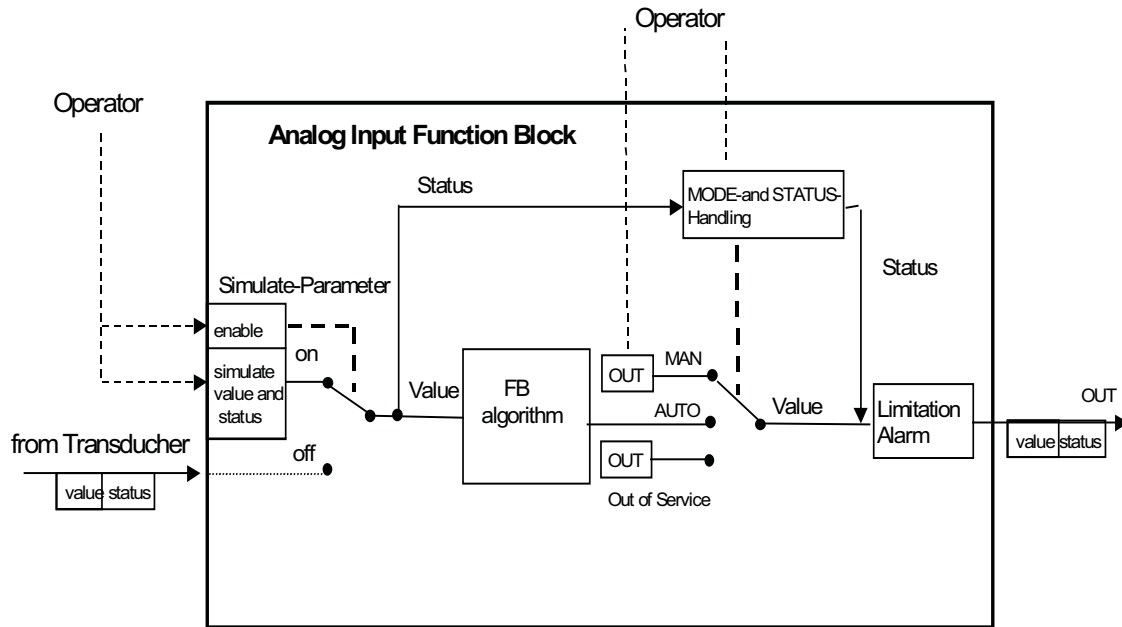 Operator
Operator
Analog Input Function Block
Status
MODE-and STATUS-
Handling
Status
Simulate-Parameter
enable
on
simulate
value and
status
Value
FB
algorithm
OUT
MAN
AUTO
Value
Limitation
Alarm
OUT
value status
from Transducher
off
value status
OUT
Out of Service